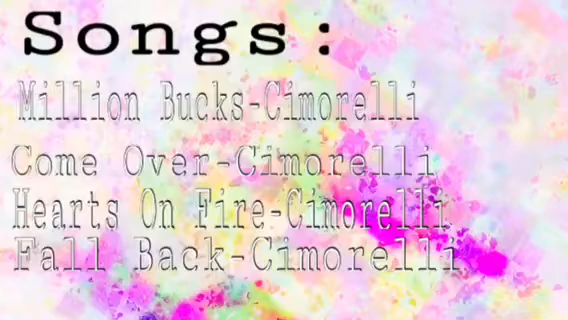 Songs:
Million Bucks-Cimorelli
Come Over-Cimorelli
Hearts On Fire-Cimorelli
Fall Back-Cimorelli